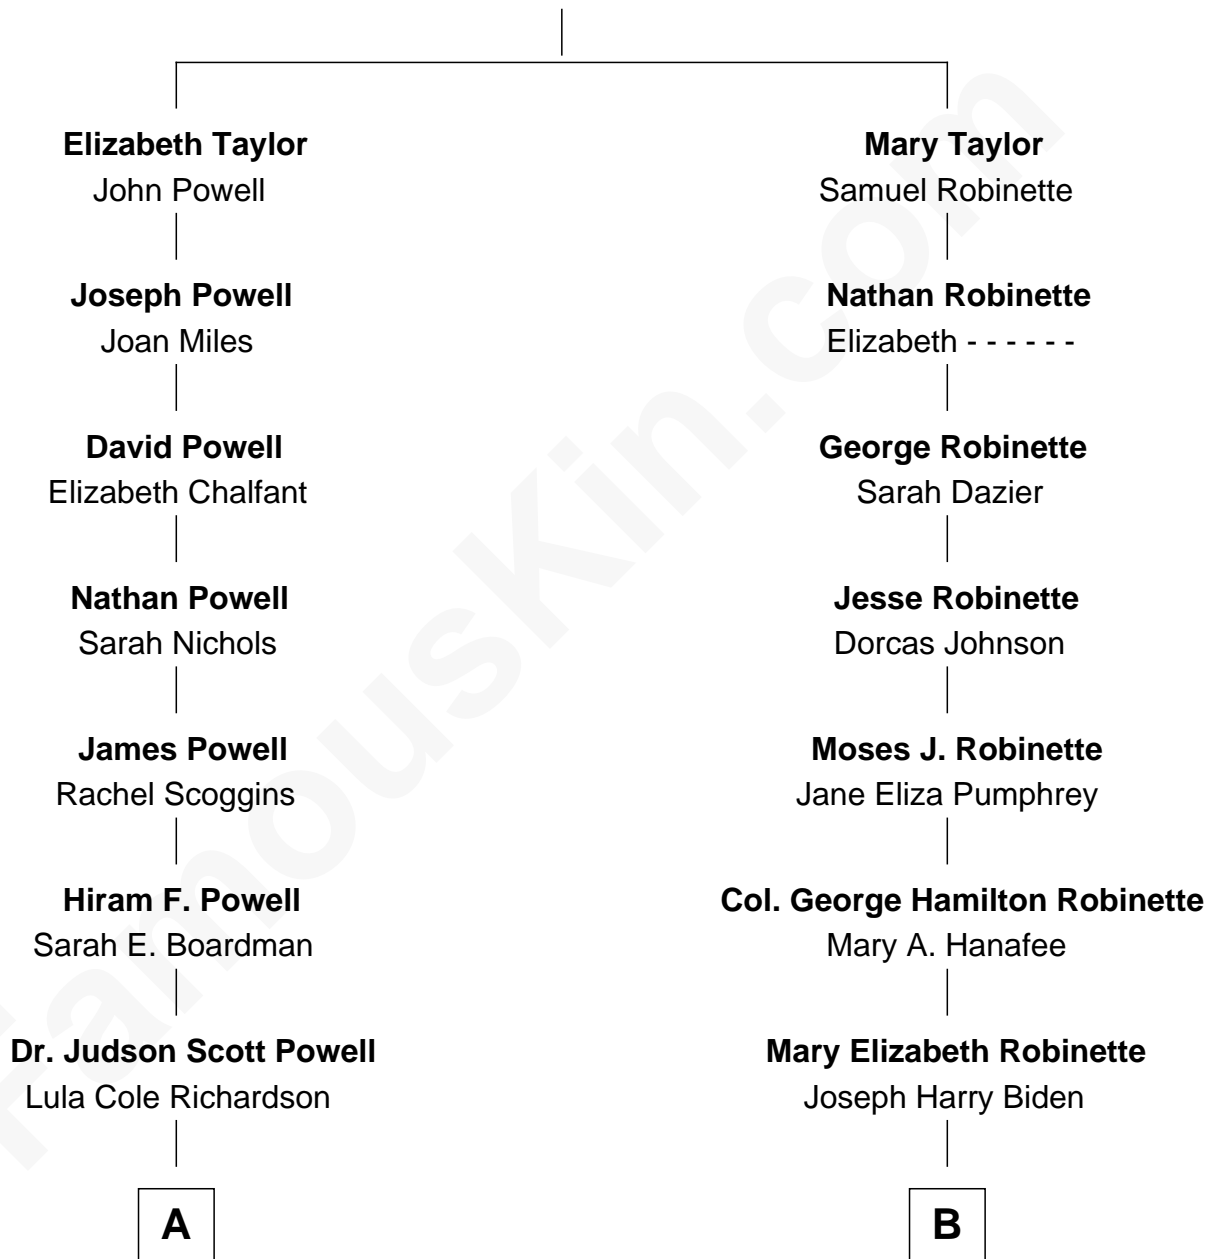 Elizabeth Taylor
John Powell
Mary Taylor
Samuel Robinette
Joseph Powell
Joan Miles
Nathan Robinette
Elizabeth - - - - - -
David Powell
Elizabeth Chalfant
George Robinette
Sarah Dazier
Nathan Powell
Sarah Nichols
Jesse Robinette
Dorcas Johnson
James Powell
Rachel Scoggins
Moses J. Robinette
Jane Eliza Pumphrey
Hiram F. Powell
Sarah E. Boardman
Col. George Hamilton Robinette
Mary A. Hanafee
Dr. Judson Scott Powell
Lula Cole Richardson
Mary Elizabeth Robinette
Joseph Harry Biden
A
B
FamousKin.com